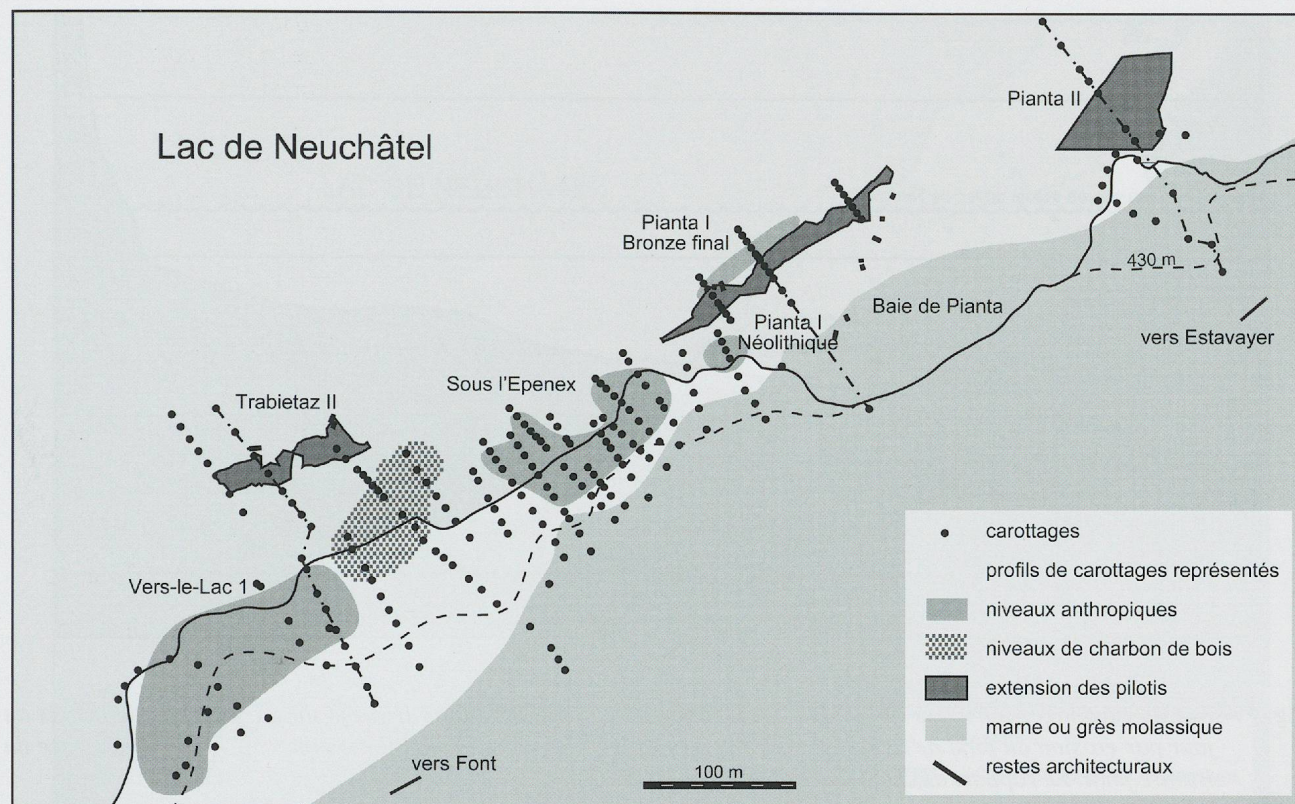 Lac de Neuchâtel
Pianta II
Pianta I
Bronze final
430 m
Baie de Pianta
Pianta I
Néolithique
vers Estavayer
Sous l'Epenex
Trabietaz II
Vers-le-Lac 1
vers Font
100 m
carottages
profils de carottages représentés
niveaux anthropiques
niveaux de charbon de bois
extension des pilotis
marne ou grès molassique
restes architecturaux